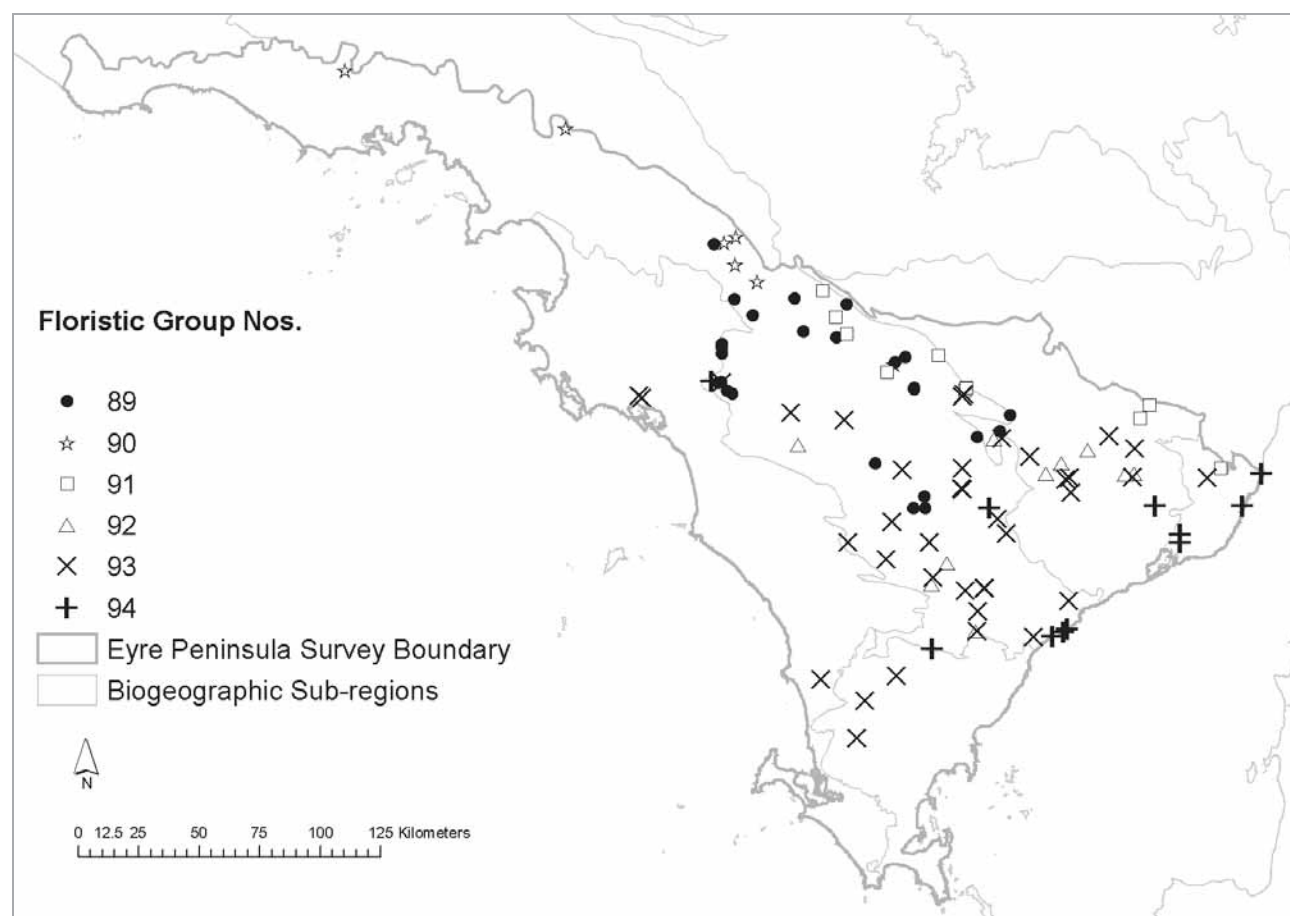 Floristic Group Nos.
89
90
91
92
93
94
Eyre Peninsula Survey Boundary
Biogeographic Sub-regions
N
0 12.5 25 50 75 100 125 Kilometers